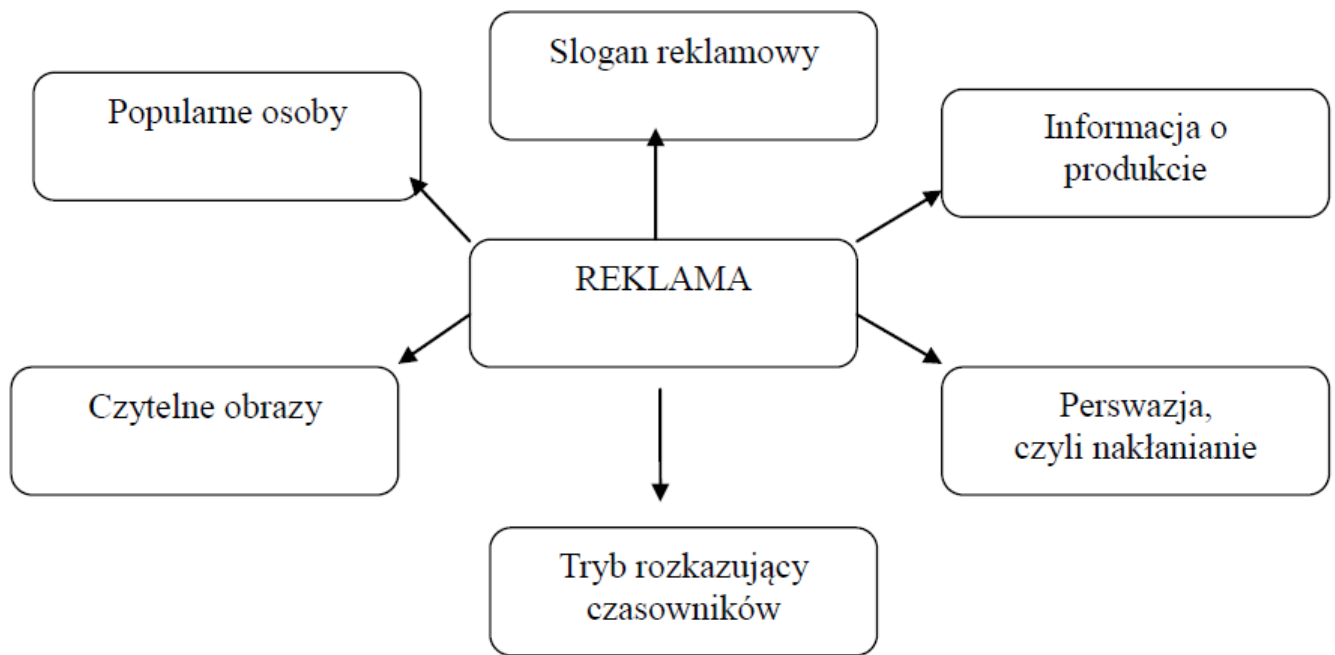 Slogan reklamowy
Popularne osoby
Informacja o
produkcie
REKLAMA
Czytelne obrazy
Perswazja,
czyli nakłanianie
Tryb rozkazujący
czasowników